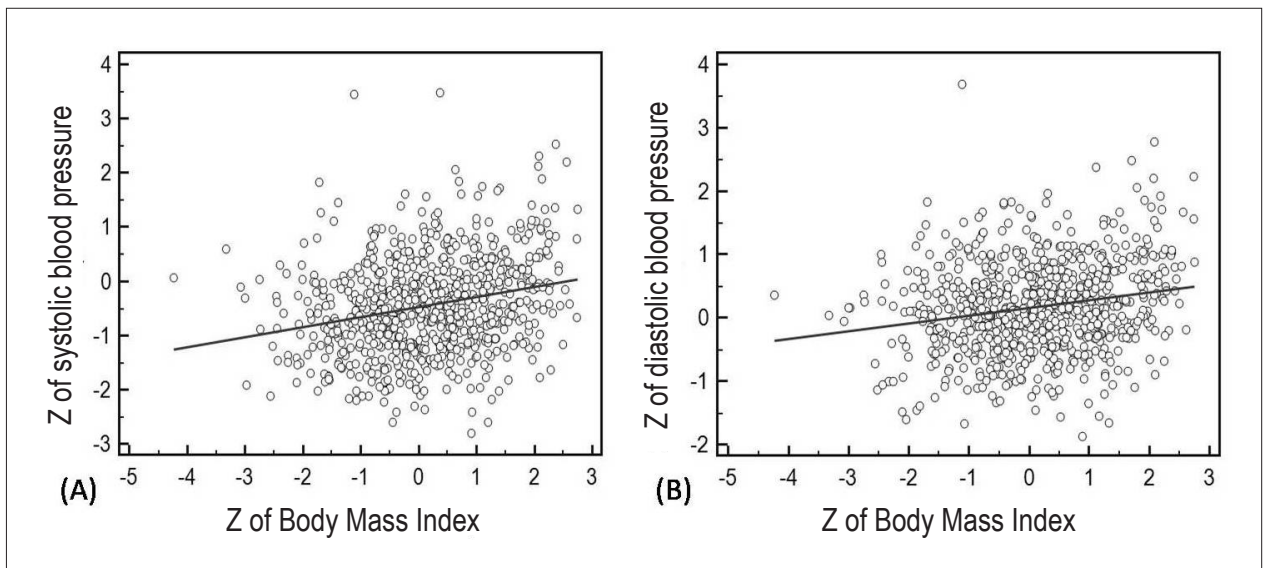 4
3
2
1
0
-1
-2
-3
Z of systolic blood pressure
-5 -4 -3 -2 -1 0 1 2 3
(A)
Z of Body Mass Index
4
3
2
1
0
-1
-2
Z of diastolic blood pressure
-5 -4 -3 -2 -1 0 1 2 3
(B)
Z of Body Mass Index